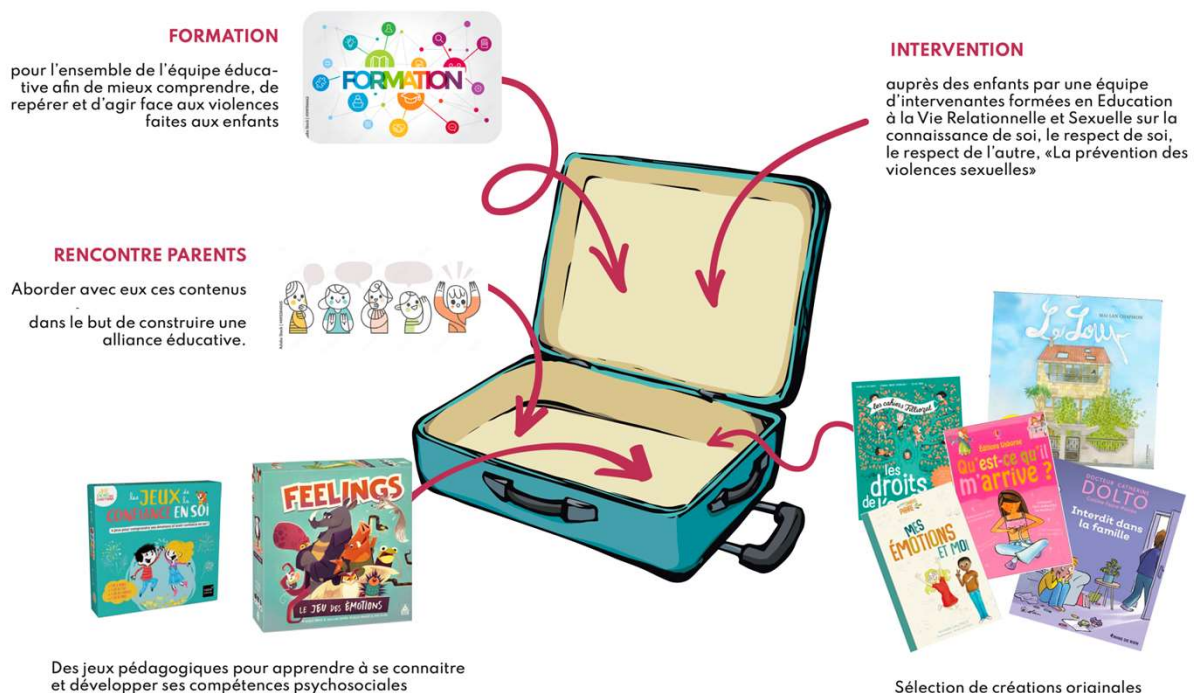 FORMATION
pour l'ensemble de l'équipe éduca-
tive afin de mieux comprendre, de
repérer et d'agir face aux violences
faites aux enfants
FORMATION
INTERVENTION
auprès des enfants par une équipe
d'intervenantes formées en Education
à la Vie Relationnelle et Sexuelle sur la
connaissance de soi, le respect de soi,
le respect de l'autre, «La prévention des
violences sexuelles»
RENCONTRE PARENTS
Aborder avec eux ces contenus
dans le but de construire une
alliance éducative.
Le Loup
les cahiers Filliozat
les
droits
de
Editions Usborne
Qu'est-ce qu'il
m'arrive ?
DOCTEUR CATHERINE
DOLTO
Interdit dans
la famille
MES
ÉMOTIONS
ET MOI
les JEUX de la
CONFIANCE EN SOI
FEELINGS
LE JEU DES ÉMOTIONS
Des jeux pédagogiques pour apprendre à se connaitre
et développer ses compétences psychosociales
Sélection de créations originales